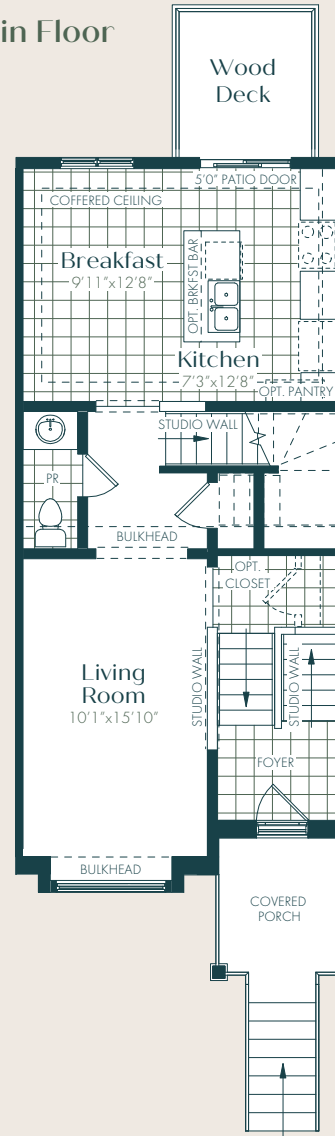 in Floor
Wood
Deck
5'0" PATIO DOOR
COFFERED CEILING
Breakfast
9'11"x12'8"
OPT. BRKFST BAR
Kitchen
7'3"x12'8"
OPT. PANTRY
STUDIO WALL
PR
BULKHEAD
OPT.
CLOSET
Living
Room
10'1"x15'10"
STUDIO WALL
STUDIO WALL
FOYER
BULKHEAD
COVERED
PORCH